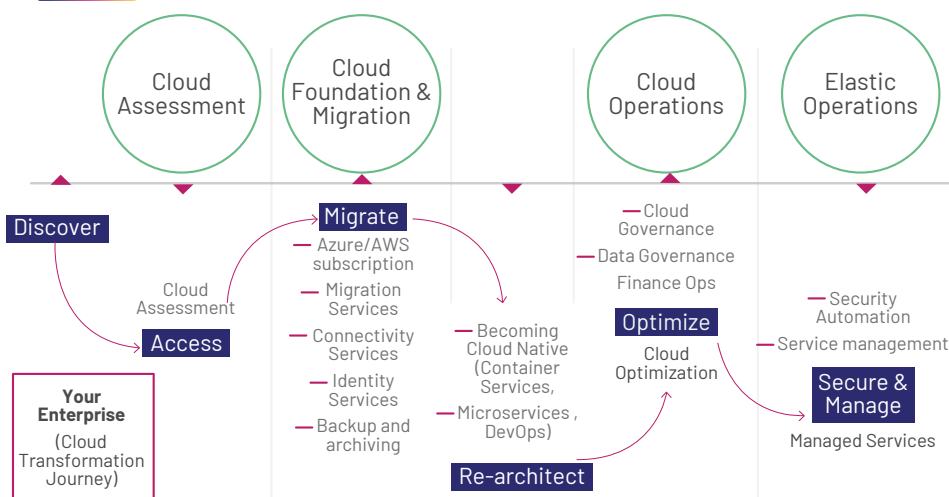 Cloud
Assessment
Cloud
Foundation &
Migration
Cloud
Operations
Elastic
Operations
Discover
Cloud
Assessment
Access
Your
Enterprise
(Cloud
Transformation
Journey)
Migrate
Azure/AWS
subscription
Migration
Services
Connectivity
Services
Identity
Services
Backup and
archiving
Becoming
Cloud Native
(Container
Services,
Microservices ,
DevOps)
Re-architect
Cloud
Governance
Data Governance
Finance Ops
Optimize
Cloud
Optimization
Security
Automation
Service management
Secure &
Manage
Managed Services